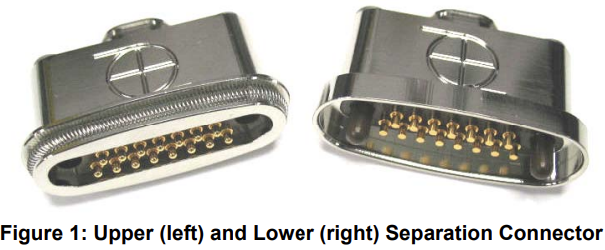 Figure 1: Upper (left) and Lower (right) Separation Connector